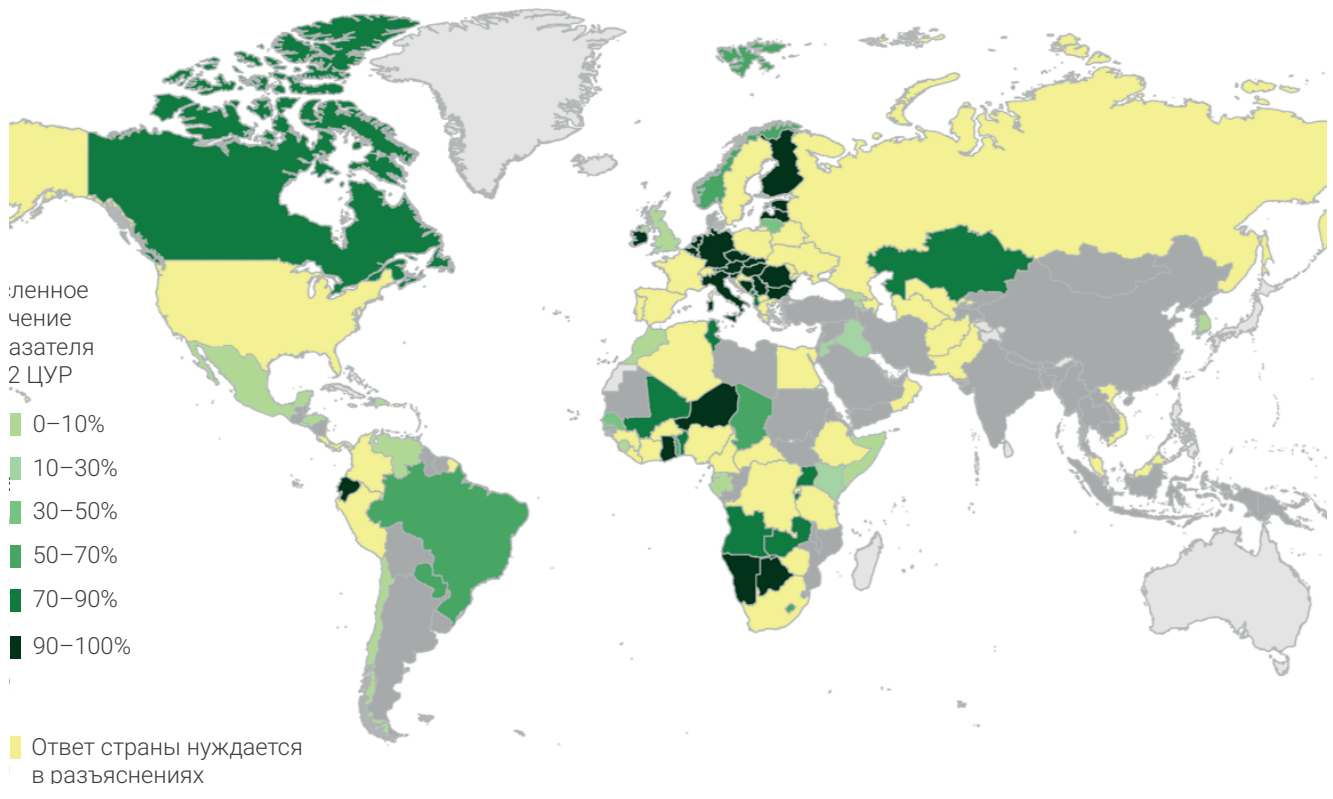 сленное
чение
азателя
2 ЦУР
0–10%
10–30%
30–50%
50–70%
70–90%
90–100%
Ответ страны нуждается
в разъяснениях